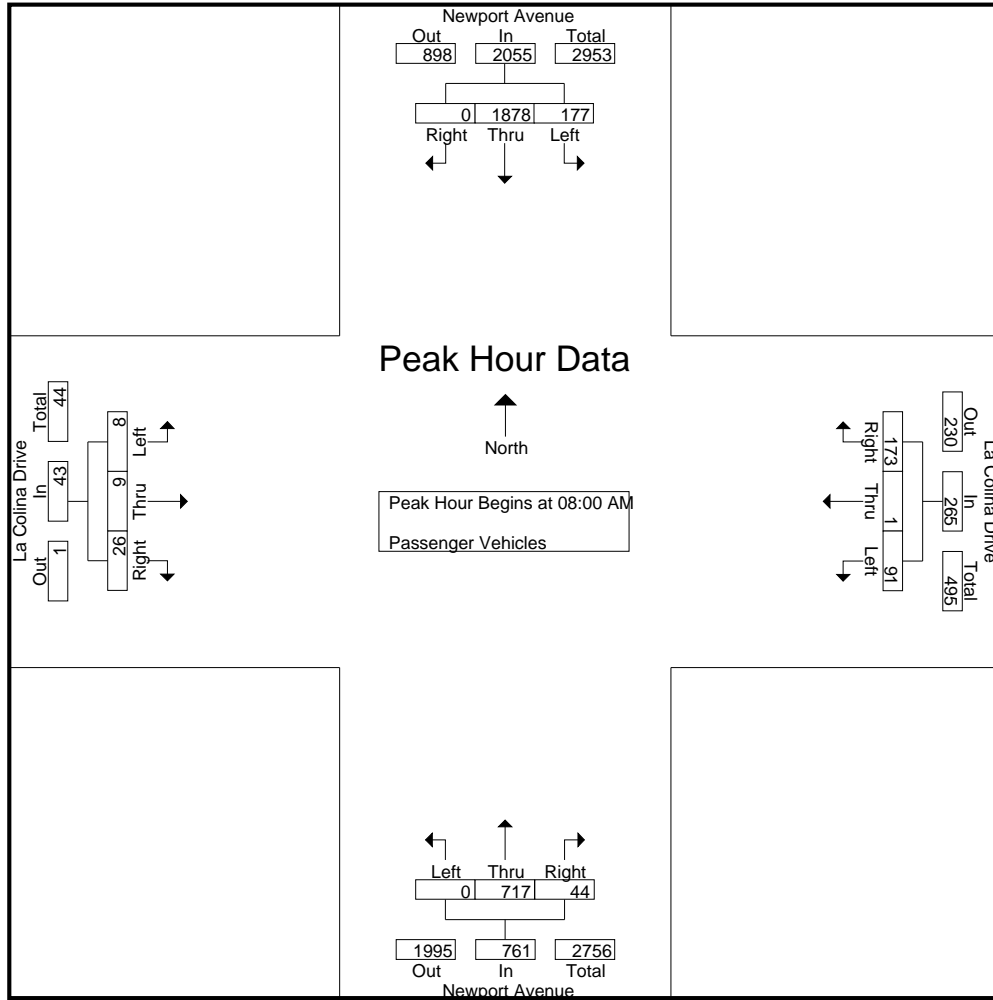 Newport Avenue
Out In Total
898 2055 2953
0 1878 177
Right Thru Left
Peak Hour Data
North
Peak Hour Begins at 08:00 AM
Passenger Vehicles
La Colina Drive
Total In Out
44 43 1
8 9 26
Left Thru Right
La Colina Drive
Out In Total
230 265 495
173 1 91
Right Thru Left
Left Thru Right
0 717 44
1995 761 2756
Out In Total
Newport Avenue